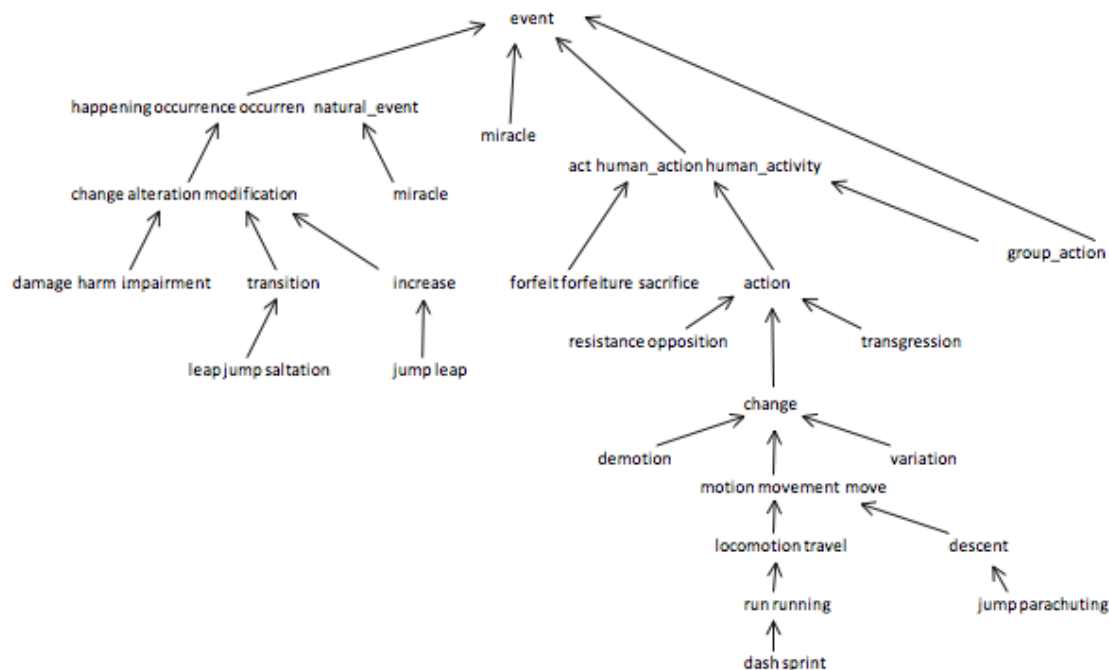 event
happening occurrence occurren natural_event
miracle
act human_action human_activity
change alteration modification
miracle
group_action
damage harm impairment
transition
increase
forfeit forfeiture sacrifice
action
resistance opposition
transgression
leap jump saltation
jump leap
change
demotion
variation
motion movement move
locomotion travel
descent
run running
jump parachuting
dash sprint